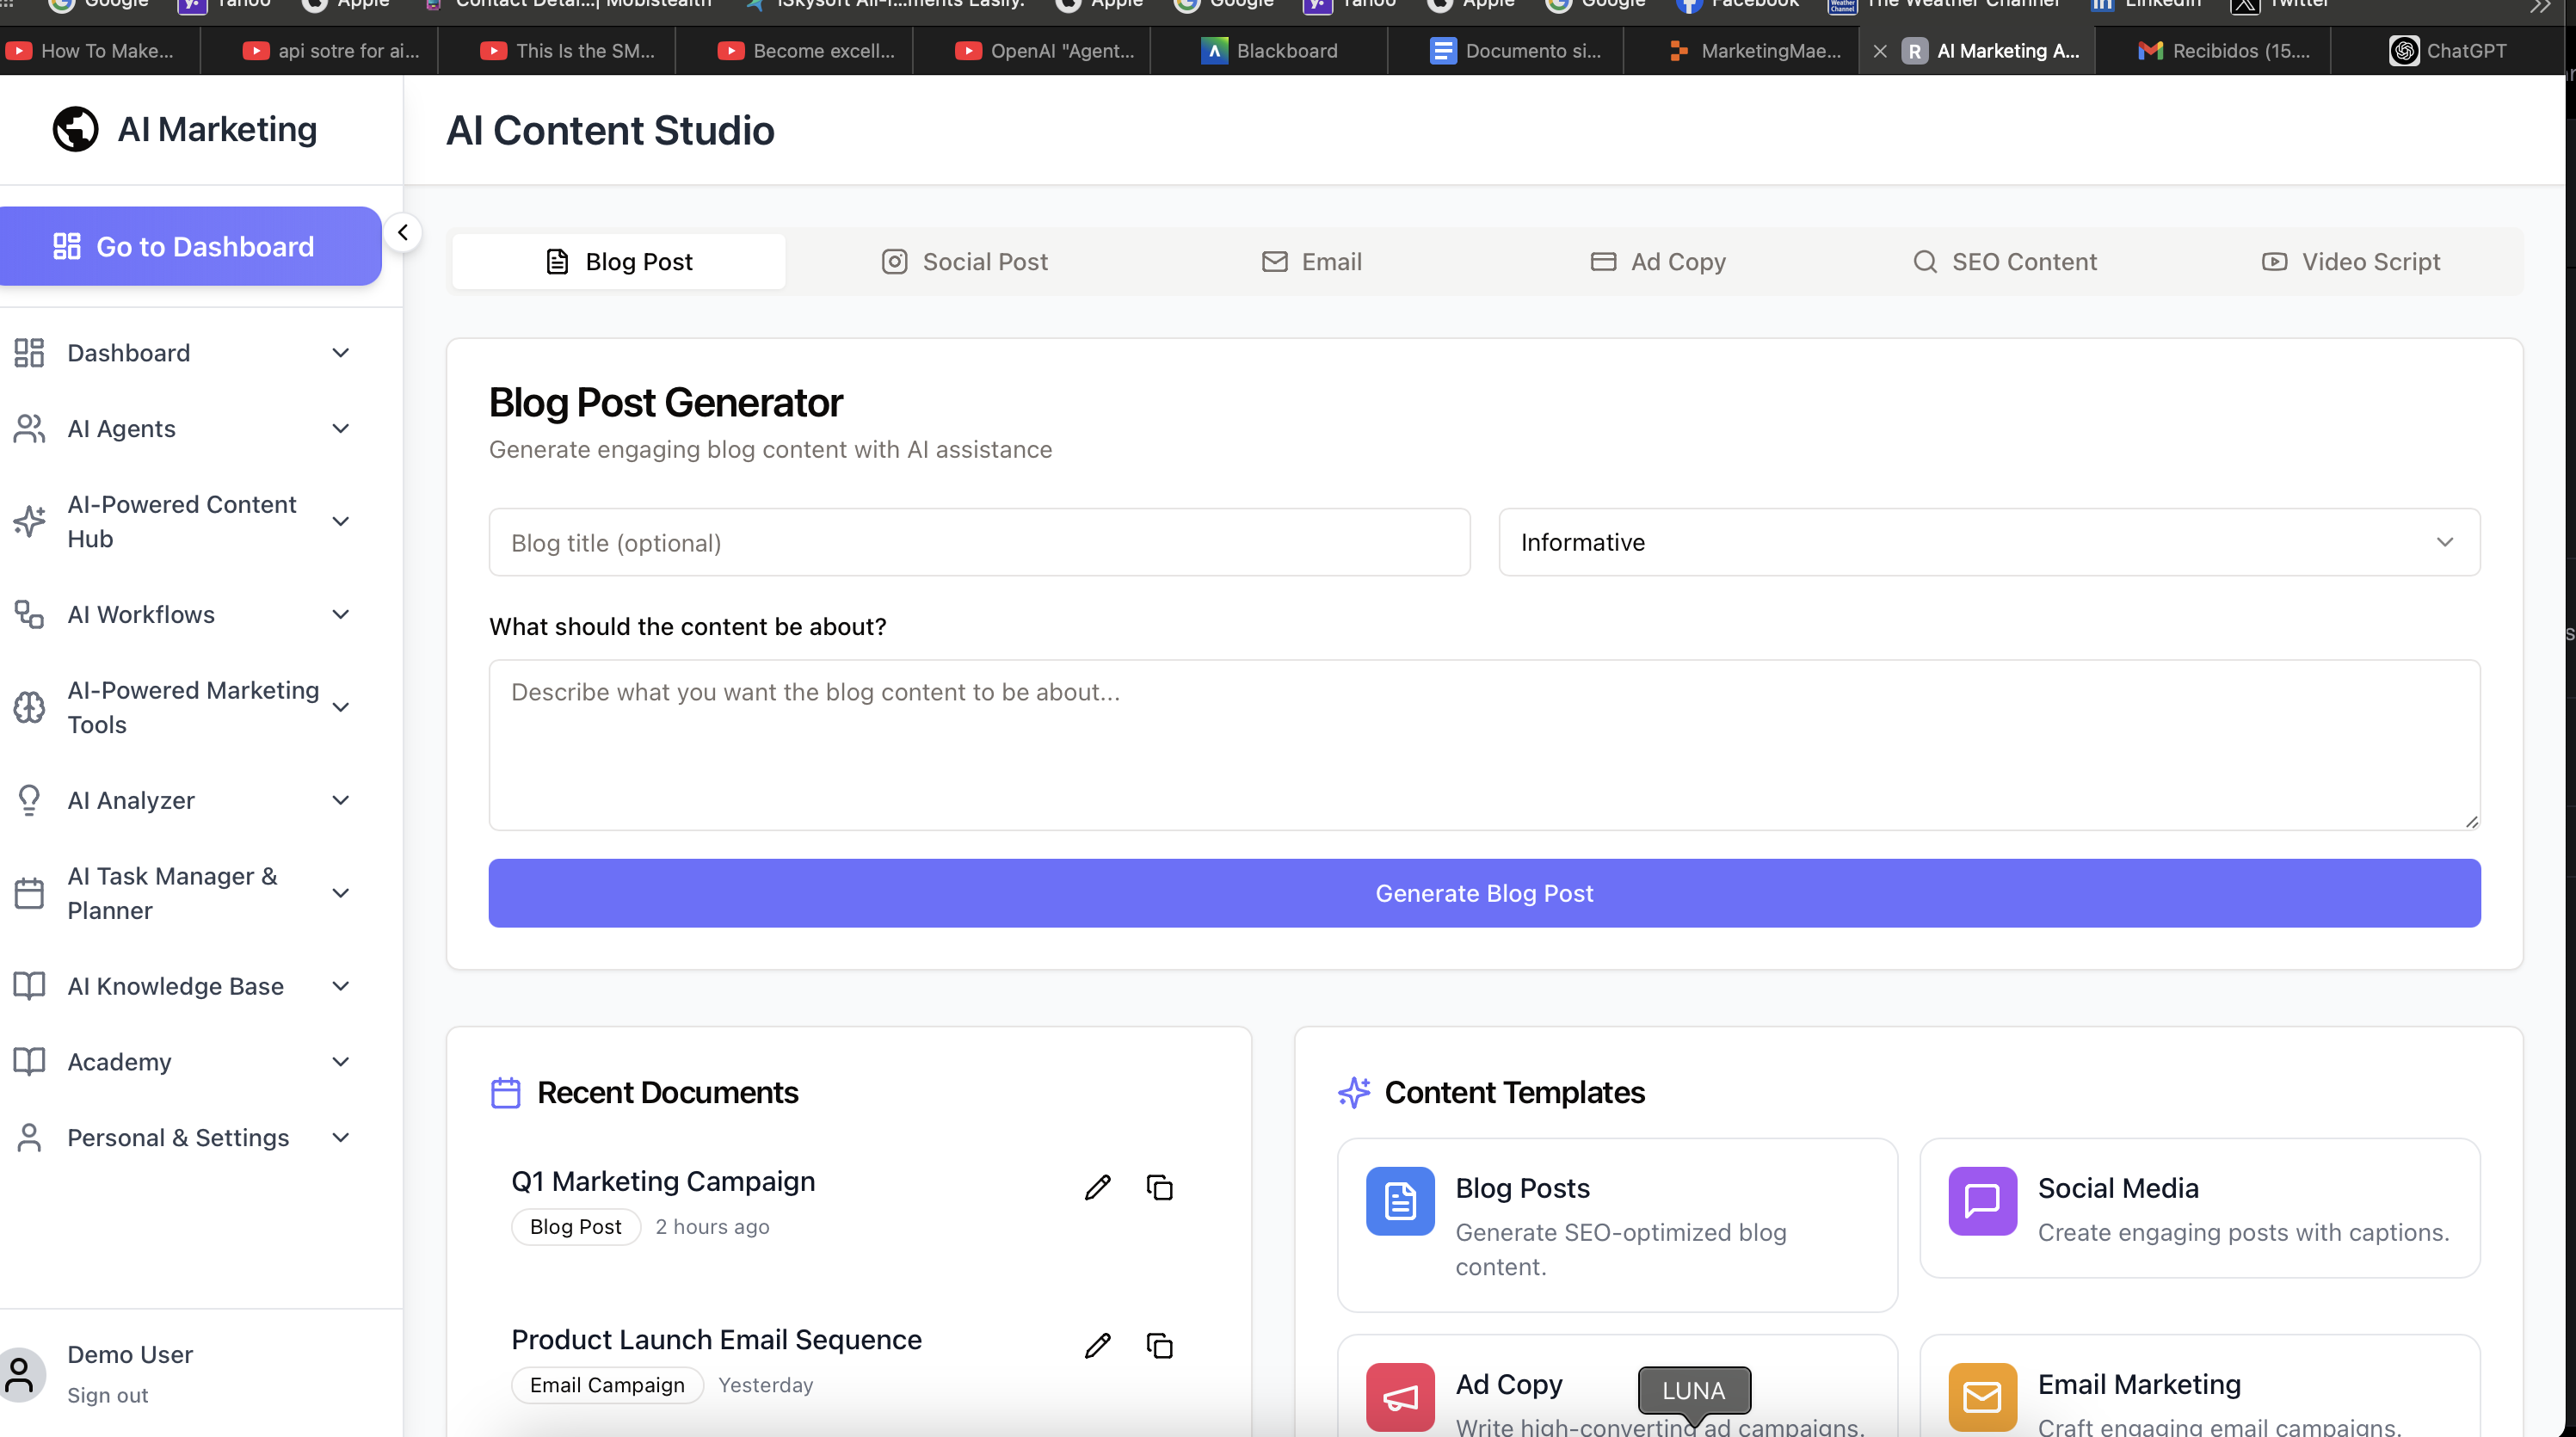 Google
Yahoo
Apple
Contact Detai...| Mobistealth
iSkysoft All-i...ments Easily.
Apple
Google
Yahoo
Apple
Google
Facebook
The Weather Channel
LinkedIn
Twitter
How To Make...
api sotre for ai...
This Is the SM...
Become excell...
OpenAI "Agent...
Blackboard
Documento si...
MarketingMae...
R
AI Marketing A...
Recibidos (15....
ChatGPT
AI Marketing
Go to Dashboard
Dashboard
AI Agents
AI-Powered Content
Hub
AI Workflows
AI-Powered Marketing
Tools
AI Analyzer
AI Task Manager &
Planner
AI Knowledge Base
Academy
Personal & Settings
Demo User
Sign out
AI Content Studio
Blog Post
Social Post
Email
Ad Copy
SEO Content
Video Script
Blog Post Generator
Generate engaging blog content with AI assistance
Blog title (optional)
Informative
What should the content be about?
Describe what you want the blog content to be about...
Generate Blog Post
Recent Documents
Q1 Marketing Campaign
Blog Post
2 hours ago
Product Launch Email Sequence
Email Campaign
Yesterday
Content Templates
Blog Posts
Generate SEO-optimized blog
content.
Social Media
Create engaging posts with captions.
Ad Copy
Write high-converting ad campaigns.
LUNA
Email Marketing
Craft engaging email campaigns.